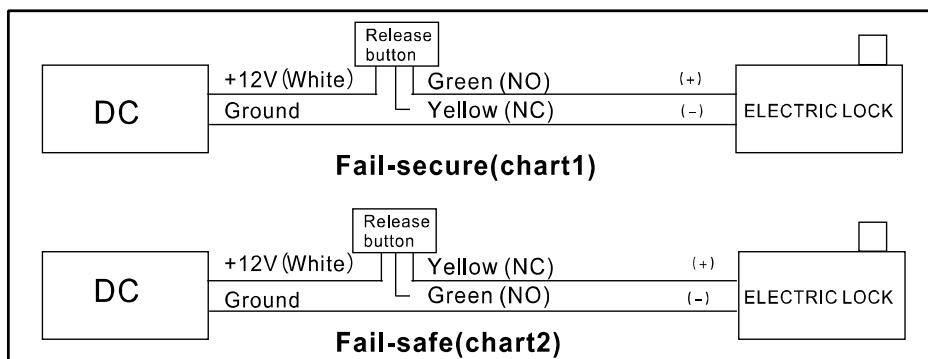 Release
button
+12V(White)
Green (NO)
(+)
DC
Ground
Yellow (NC)
(-)
ELECTRIC LOCK
Fail-secure(chart1)
Release
button
+12V(White)
Yellow (NC)
(+)
DC
Ground
Green (NO)
(-)
ELECTRIC LOCK
Fail-safe(chart2)